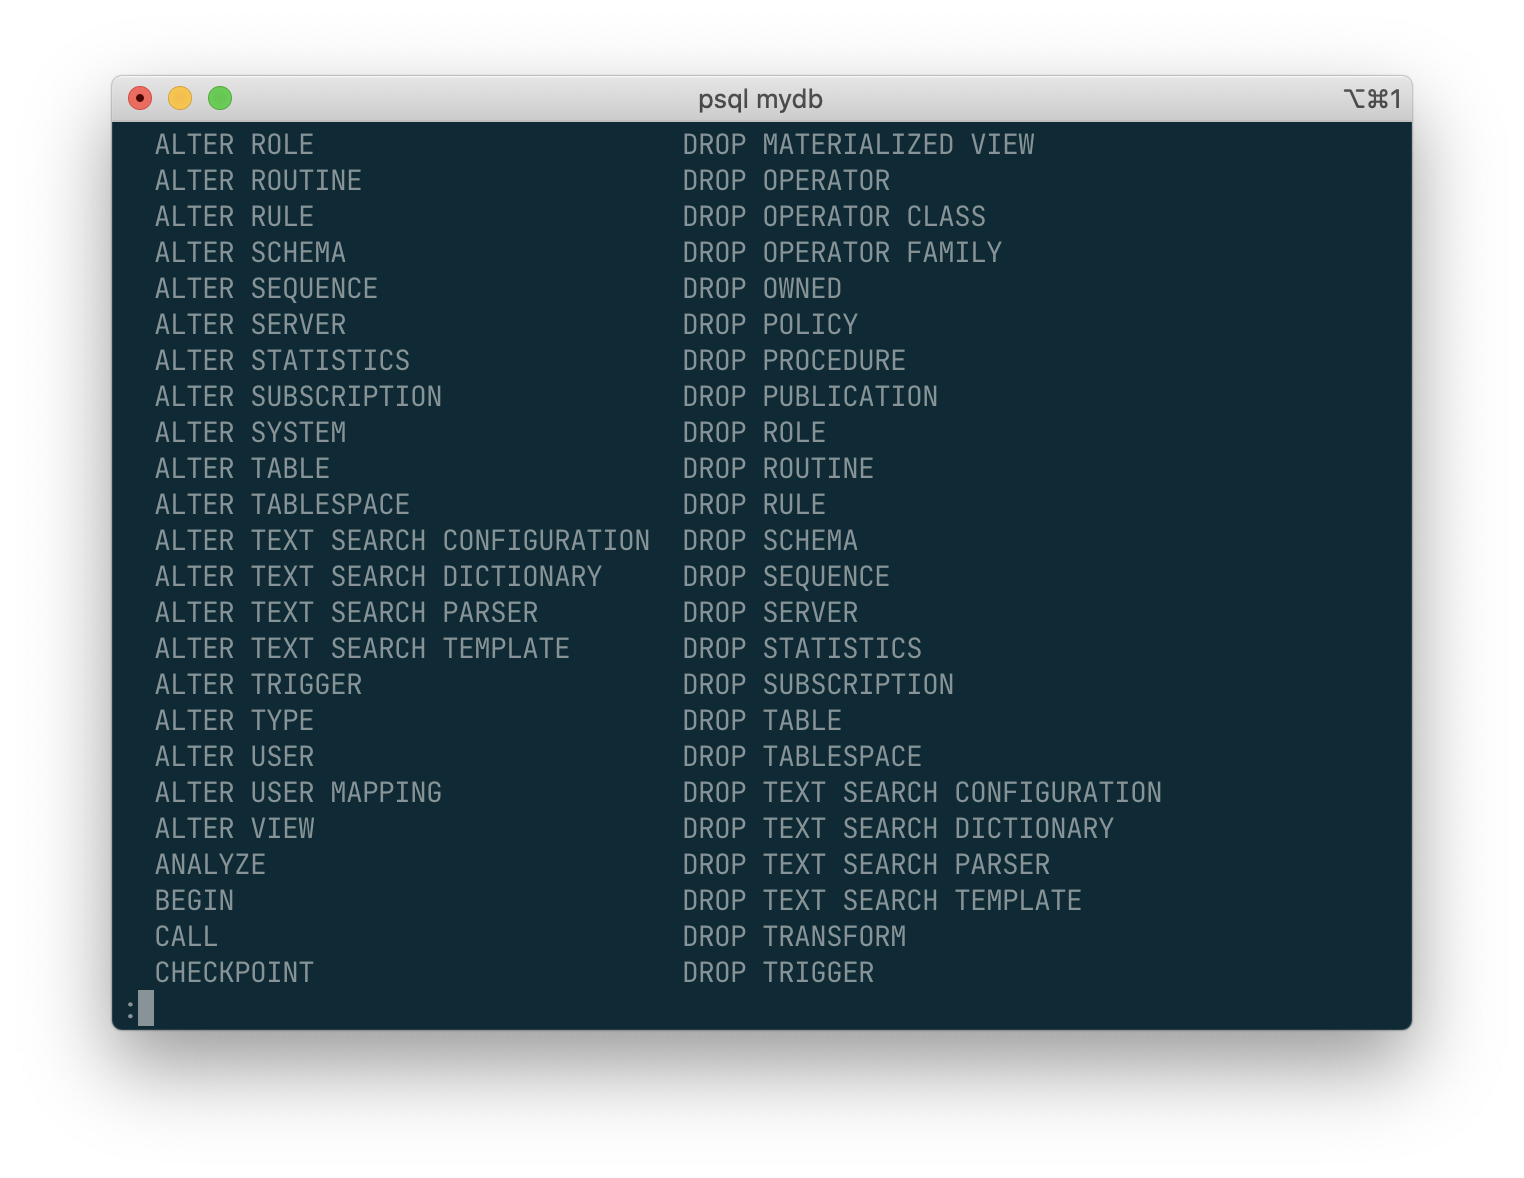 psql mydb ⌥⌘1
ALTER ROLE DROP MATERIALIZED VIEW
ALTER ROUTINE DROP OPERATOR
ALTER RULE DROP OPERATOR CLASS
ALTER SCHEMA DROP OPERATOR FAMILY
ALTER SEQUENCE DROP OWNED
ALTER SERVER DROP POLICY
ALTER STATISTICS DROP PROCEDURE
ALTER SUBSCRIPTION DROP PUBLICATION
ALTER SYSTEM DROP ROLE
ALTER TABLE DROP ROUTINE
ALTER TABLESPACE DROP RULE
ALTER TEXT SEARCH CONFIGURATION DROP SCHEMA
ALTER TEXT SEARCH DICTIONARY DROP SEQUENCE
ALTER TEXT SEARCH PARSER DROP SERVER
ALTER TEXT SEARCH TEMPLATE DROP STATISTICS
ALTER TRIGGER DROP SUBSCRIPTION
ALTER TYPE DROP TABLE
ALTER USER DROP TABLESPACE
ALTER USER MAPPING DROP TEXT SEARCH CONFIGURATION
ALTER VIEW DROP TEXT SEARCH DICTIONARY
ANALYZE DROP TEXT SEARCH PARSER
BEGIN DROP TEXT SEARCH TEMPLATE
CALL DROP TRANSFORM
CHECKPOINT DROP TRIGGER
: